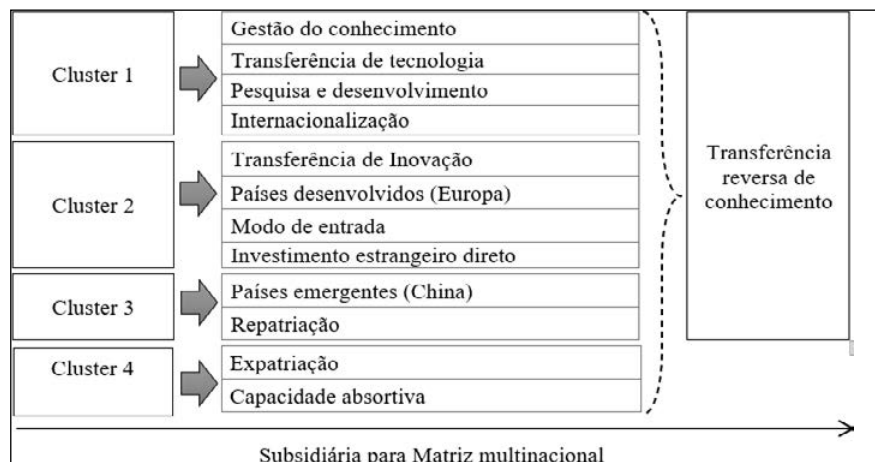 Cluster 1
Gestão do conhecimento
Transferência de tecnologia
Pesquisa e desenvolvimento
Internacionalização
Cluster 2
Transferência de Inovação
Países desenvolvidos (Europa)
Modo de entrada
Investimento estrangeiro direto
Cluster 3
Países emergentes (China)
Repatriação
Cluster 4
Expatriação
Capacidade absortiva
Transferência
reversa de
conhecimento
Subsidiária para Matriz multinacional